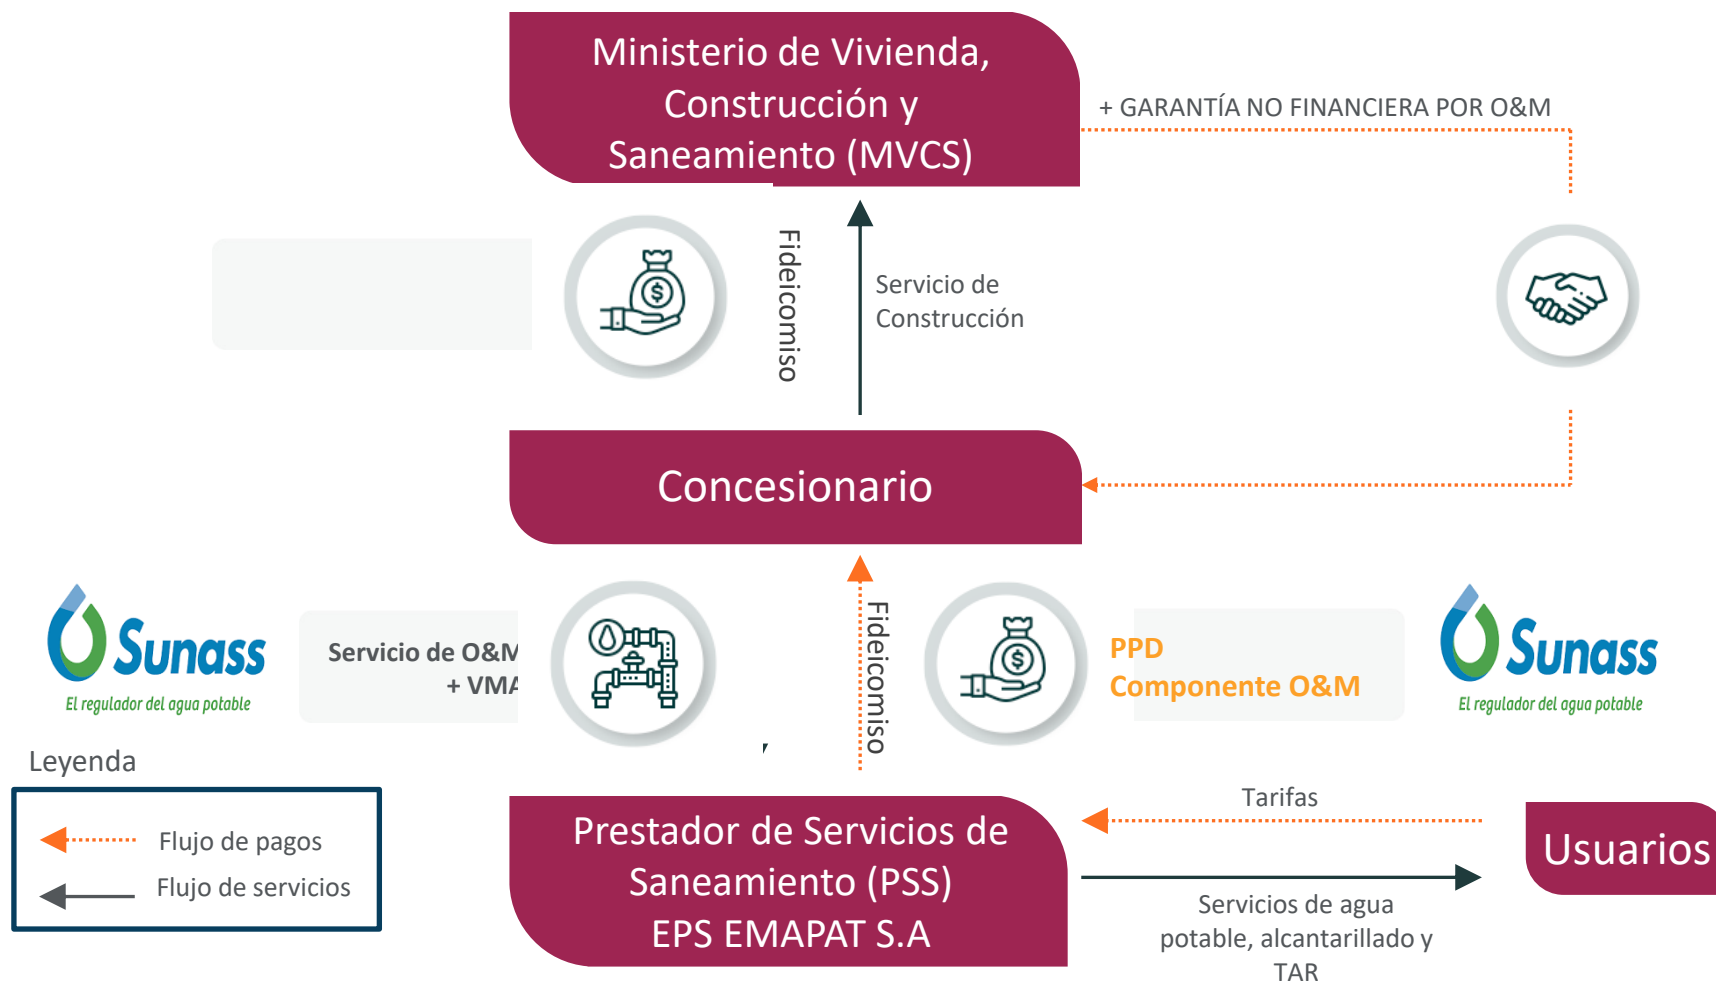 Ministerio de Vivienda,
Construcción y
Saneamiento (MVCS)
+ GARANTÍA NO FINANCIERA POR O&M
Fideicomiso
Servicio de
Construcción
Concesionario
Sunass
El regulador del agua potable
Servicio de O&M
+ VMA
Fideicomiso
PPD
Componente O&M
Sunass
El regulador del agua potable
Leyenda
Flujo de pagos
Flujo de servicios
Prestador de Servicios de
Saneamiento (PSS)
EPS EMAPAT S.A
Tarifas
Usuarios
Servicios de agua
potable, alcantarillado y
TAR